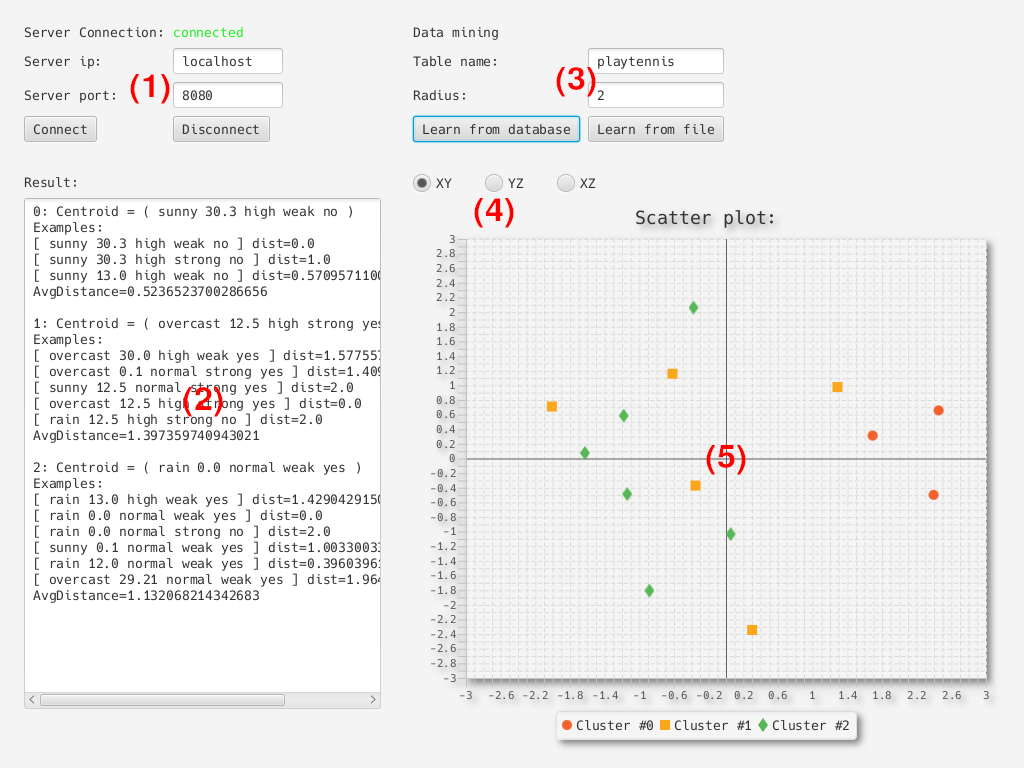 Server Connection: connected
Server ip: localhost
(1)
Server port: 8080
Connect Disconnect
Data mining
Table name: playtennis
(3)
Radius: 2
Learn from database Learn from file
Result:
0: Centroid = ( sunny 30.3 high weak no )
Examples:
[ sunny 30.3 high weak no ] dist=0.0
[ sunny 30.3 high strong no ] dist=1.0
[ sunny 13.0 high weak no ] dist=0.5709571100
AvgDistance=0.5236523700286656
1: Centroid = ( overcast 12.5 high strong yes
Examples:
[ overcast 30.0 high weak yes ] dist=1.577557
[ overcast 0.1 normal strong yes ] dist=1.409
[ sunny 12.5 normal strong yes ] dist=2.0
(2)
[ overcast 12.5 high strong yes ] dist=0.0
[ rain 12.5 high strong no ] dist=2.0
AvgDistance=1.397359740943021
2: Centroid = ( rain 0.0 normal weak yes )
Examples:
[ rain 13.0 high weak yes ] dist=1.4290429150
[ rain 0.0 normal weak yes ] dist=0.0
[ rain 0.0 normal strong no ] dist=2.0
[ sunny 0.1 normal weak yes ] dist=1.00330033
[ rain 12.0 normal weak yes ] dist=0.39603961
[ overcast 29.21 normal weak yes ] dist=1.964
AvgDistance=1.132068214342683
XY YZ XZ
(4)
Scatter plot:
3
2.8
2.6
2.4
2.2
2
1.8
1.6
1.4
1.2
1
0.8
0.6
0.4
0.2
0
(5)
-0.2
-0.4
-0.6
-0.8
-1
-1.2
-1.4
-1.6
-1.8
-2
-2.2
-2.4
-2.6
-2.8
-3
-3 -2.6 -2.2 -1.8 -1.4 -1 -0.6 -0.2 0.2 0.6 1 1.4 1.8 2.2 2.6 3
Cluster #0 Cluster #1 Cluster #2